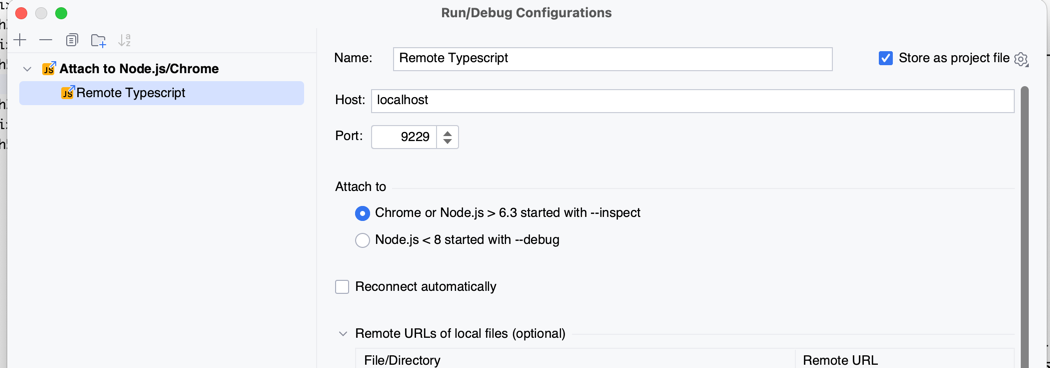 Run/Debug Configurations
Attach to Node.js/Chrome
Remote Typescript
Name: Remote Typescript
Store as project file
Host: localhost
Port: 9229
Attach to
Chrome or Node.js > 6.3 started with --inspect
Node.js < 8 started with --debug
Reconnect automatically
Remote URLs of local files (optional)
File/Directory Remote URL